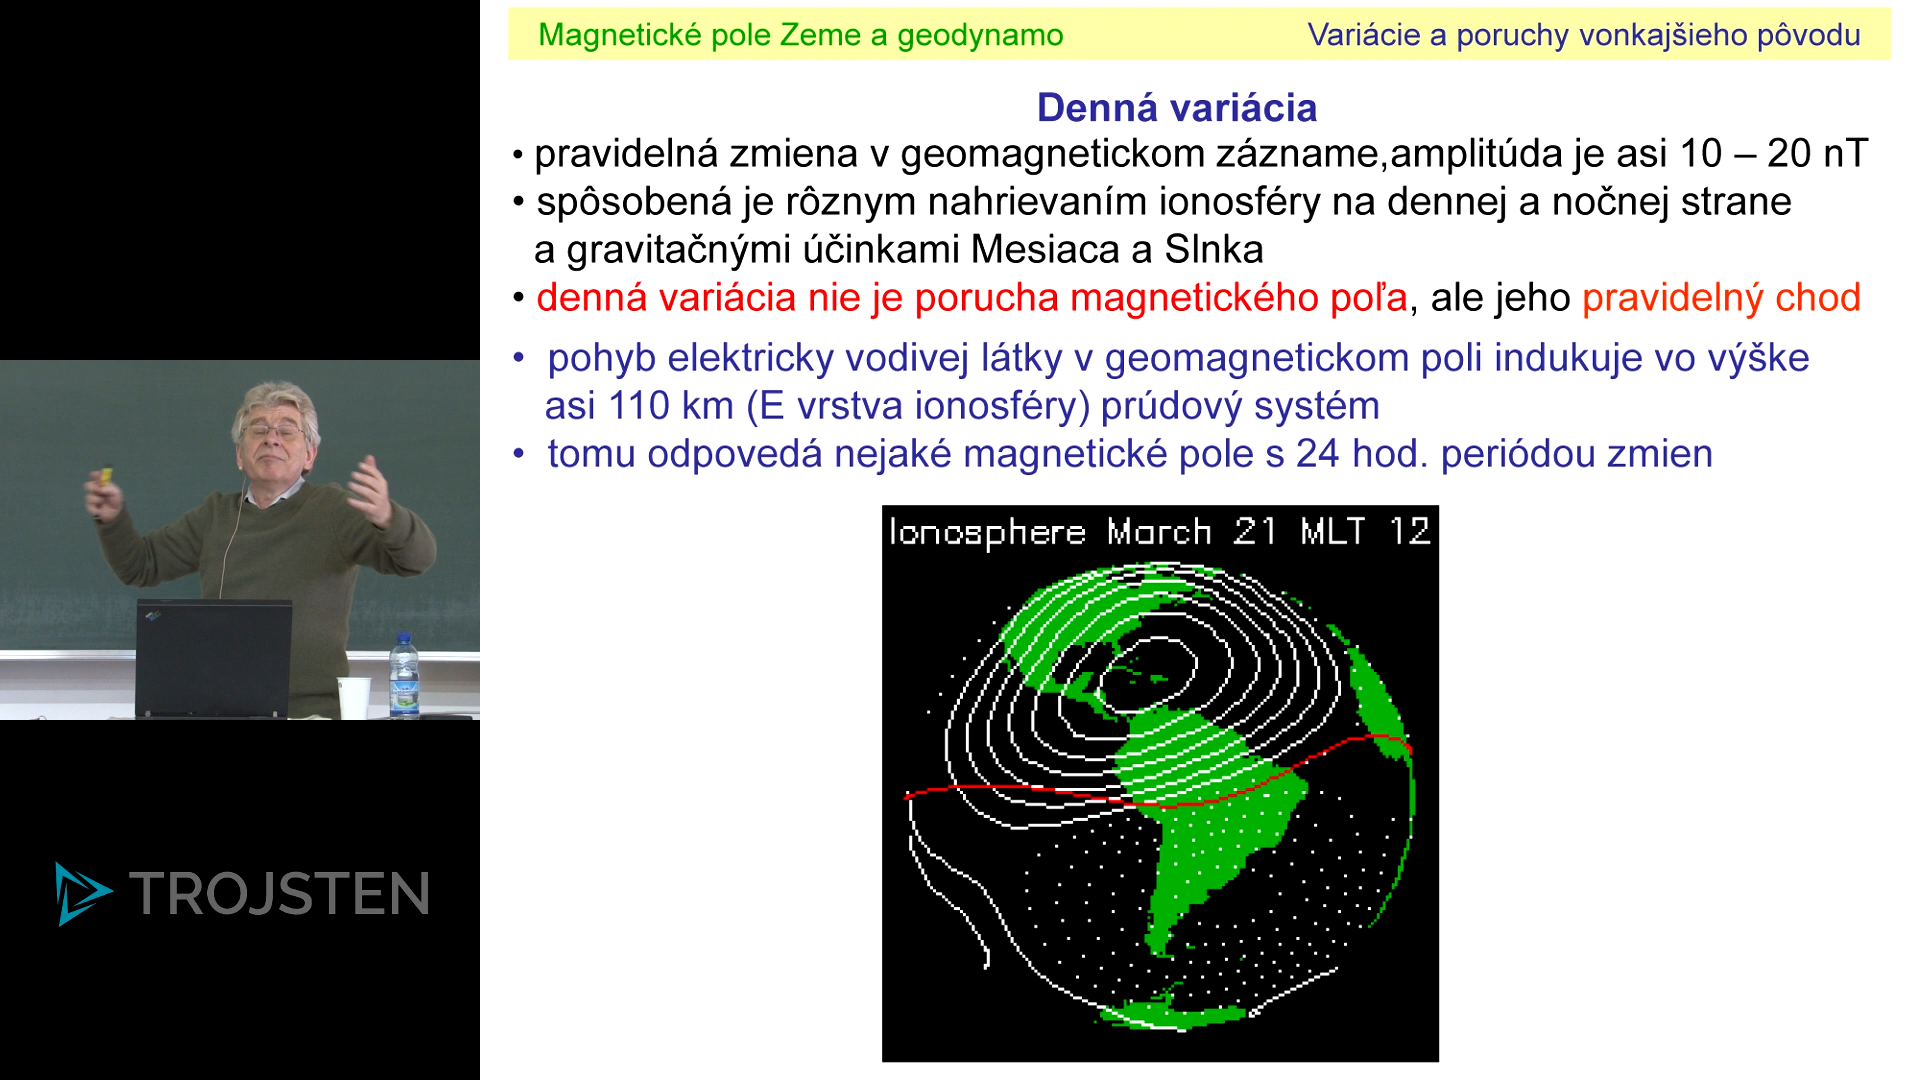 Magnetické pole Zeme a geodynamo
Variácie a poruchy vonkajšieho pôvodu
Denná variácia
• pravidelná zmiena v geomagnetickom zázname,amplitúda je asi 10 – 20 nT
• spôsobená je rôznym nahrievaním ionosféry na dennej a nočnej strane
a gravitačnými účinkami Mesiaca a Slnka
• denná variácia nie je porucha magnetického poľa, ale jeho pravidelný chod
• pohyb elektricky vodivej látky v geomagnetickom poli indukuje vo výške
asi 110 km (E vrstva ionosféry) prúdový systém
• tomu odpovedá nejaké magnetické pole s 24 hod. periódou zmien
Ionosphere March 21 MLT 12
TROJSTEN